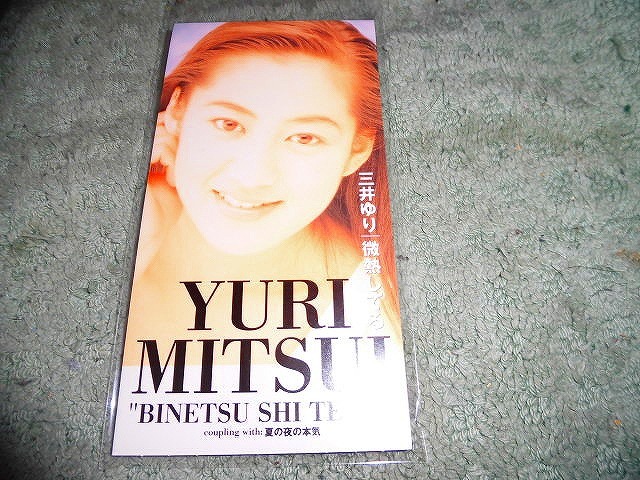 三井ゆり｜微熱してる
YURI
MITSUI
"BINETSU SHI TE
coupling with: 夏の夜の本気